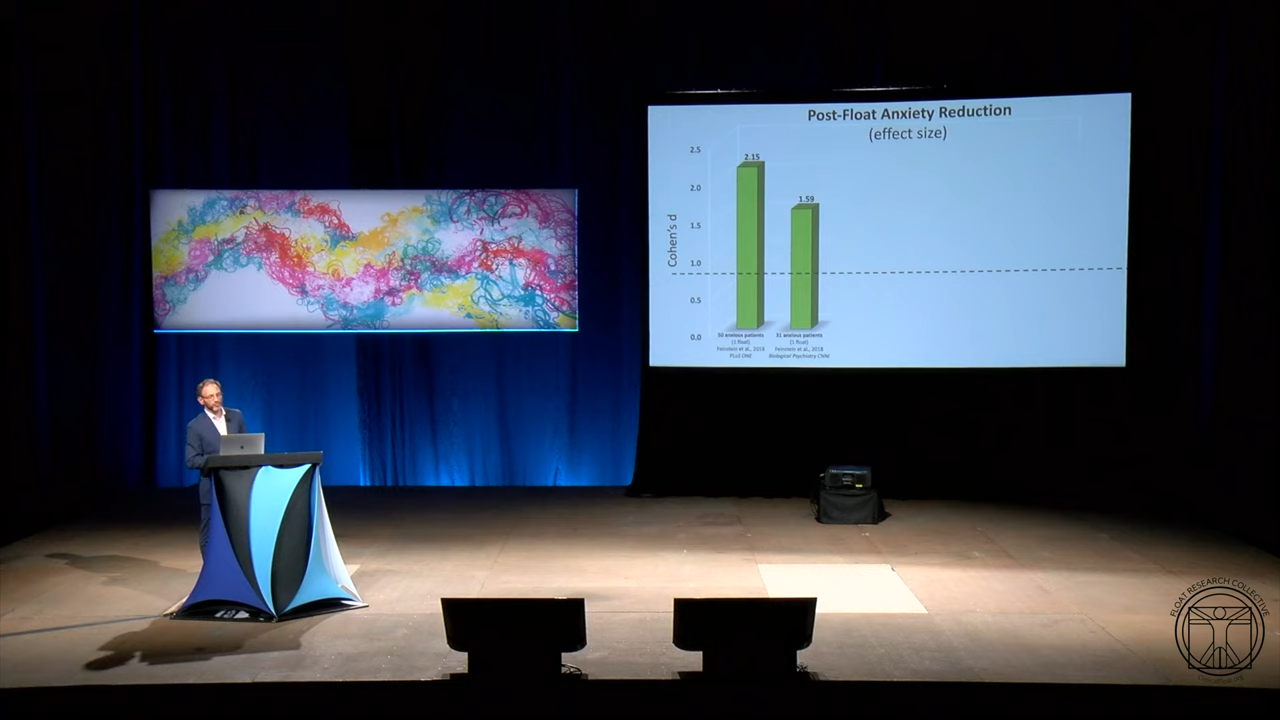 Post-Float Anxiety Reduction
(effect size)
2.5
2.0
1.5
1.0
0.5
0.0
Cohen's d
2.15
1.59
50 anxious patients
(1 float)
Feinstein et al., 2018
PLoS ONE
31 anxious patients
(1 float)
Feinstein et al., 2018
Biological Psychiatry CNNI
FLOAT RESEARCH COLLECTIVE